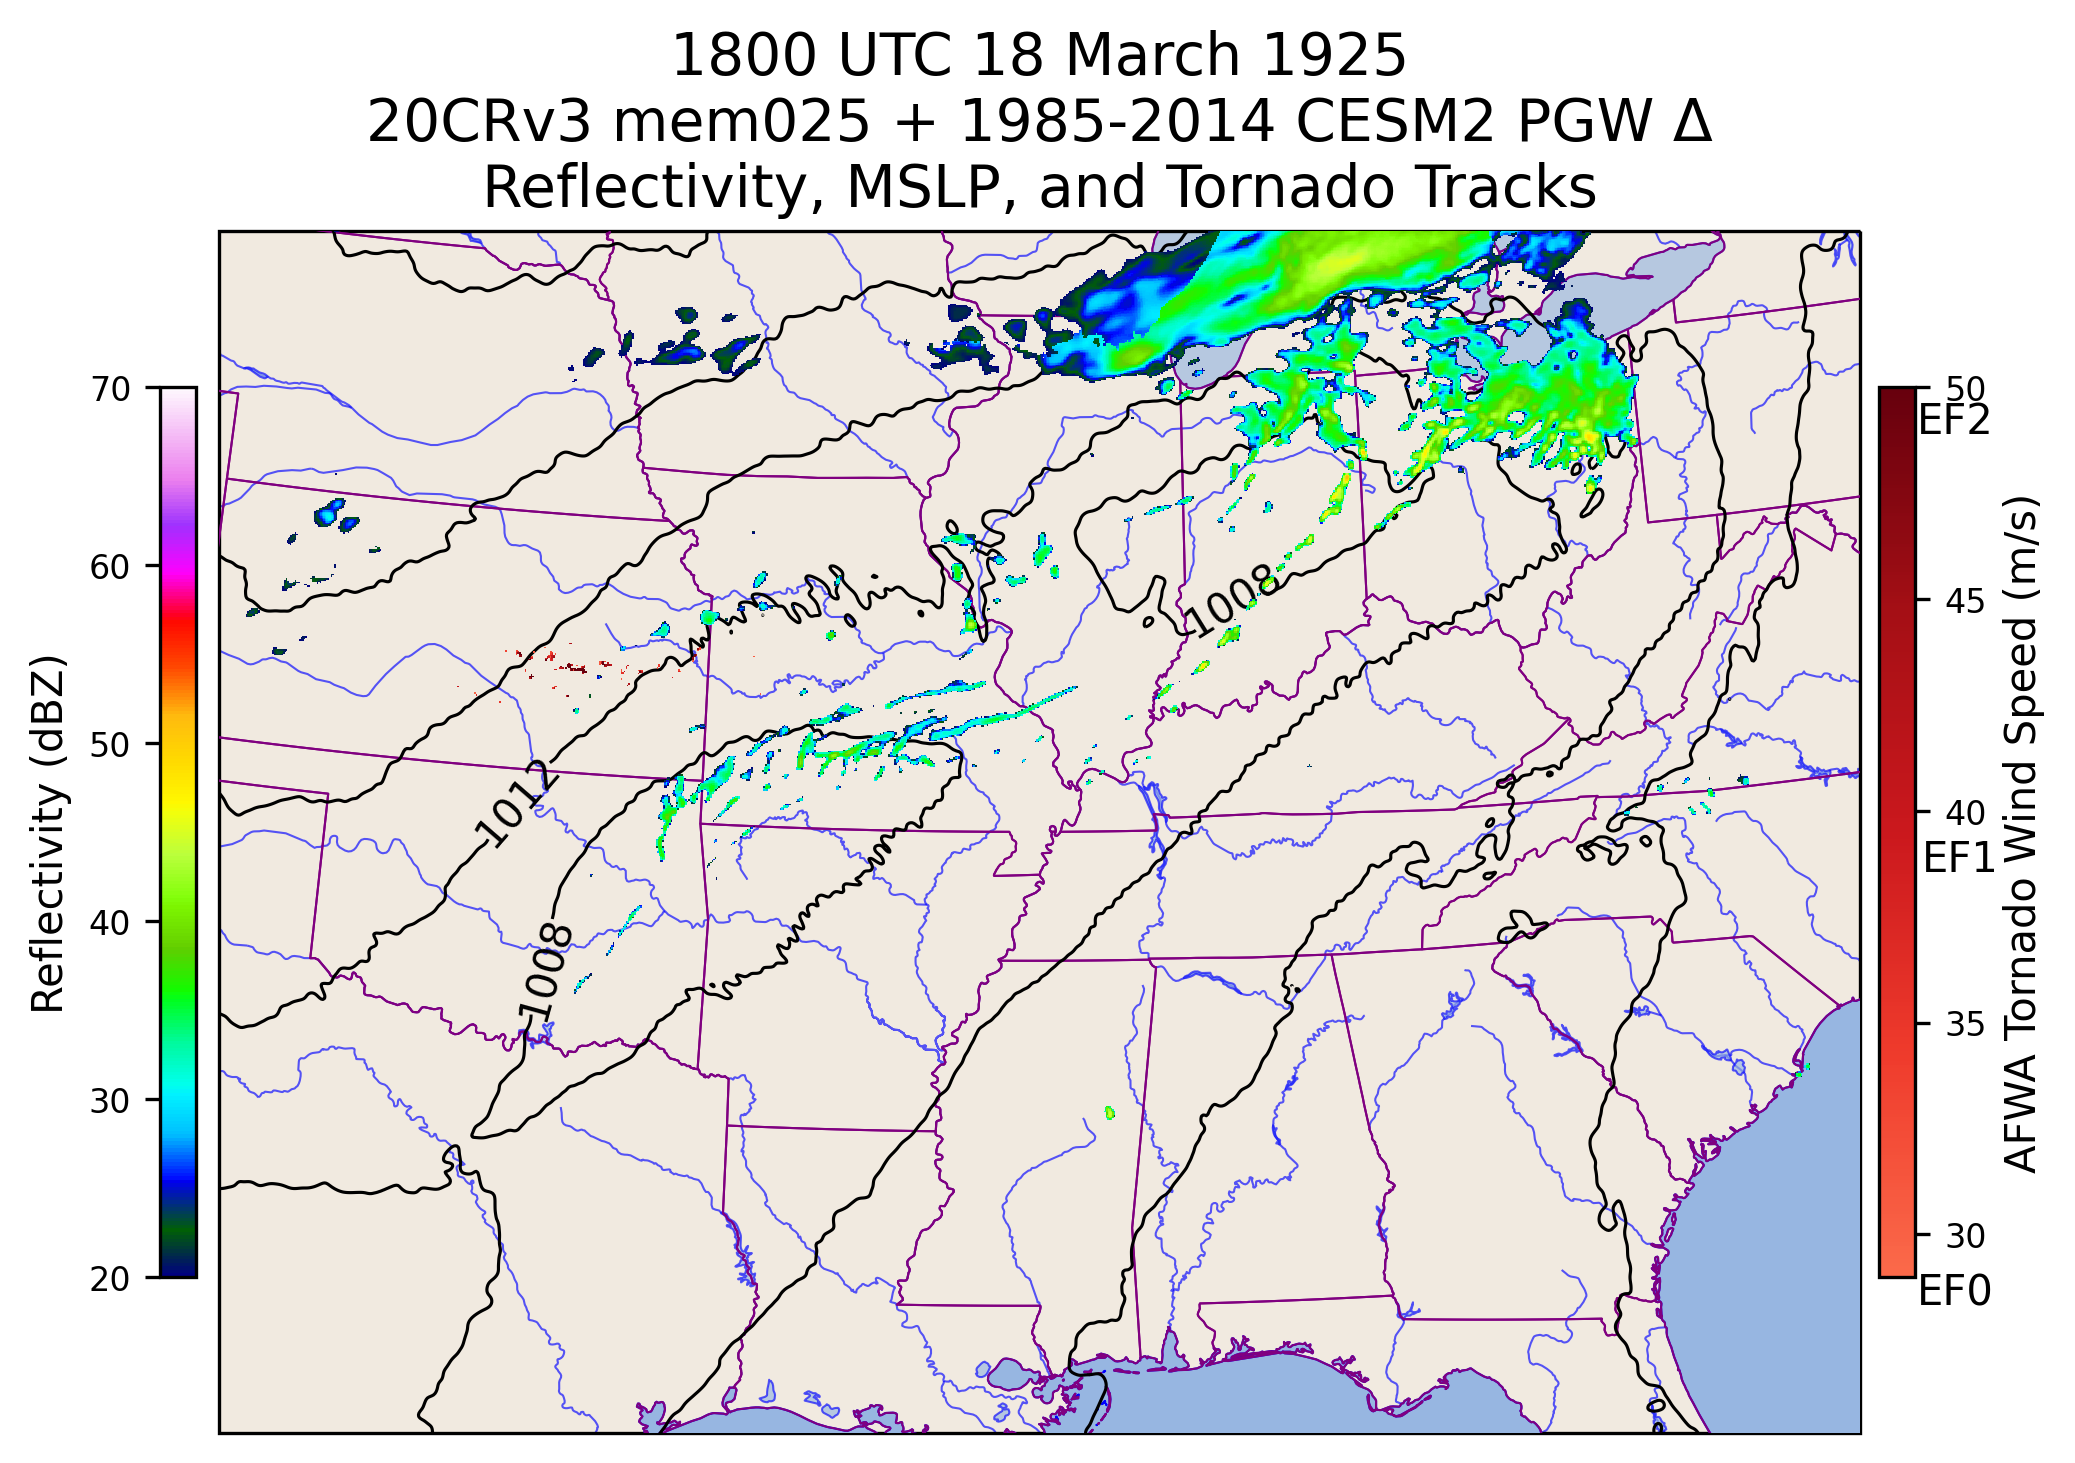 1800 UTC 18 March 1925
20CRv3 mem025 + 1985-2014 CESM2 PGW Δ
Reflectivity, MSLP, and Tornado Tracks
Reflectivity (dBZ)
70
60
50
40
30
20
1008
1012
1008
50
EF2
45
40
EF1
35
30
EF0
AFWA Tornado Wind Speed (m/s)